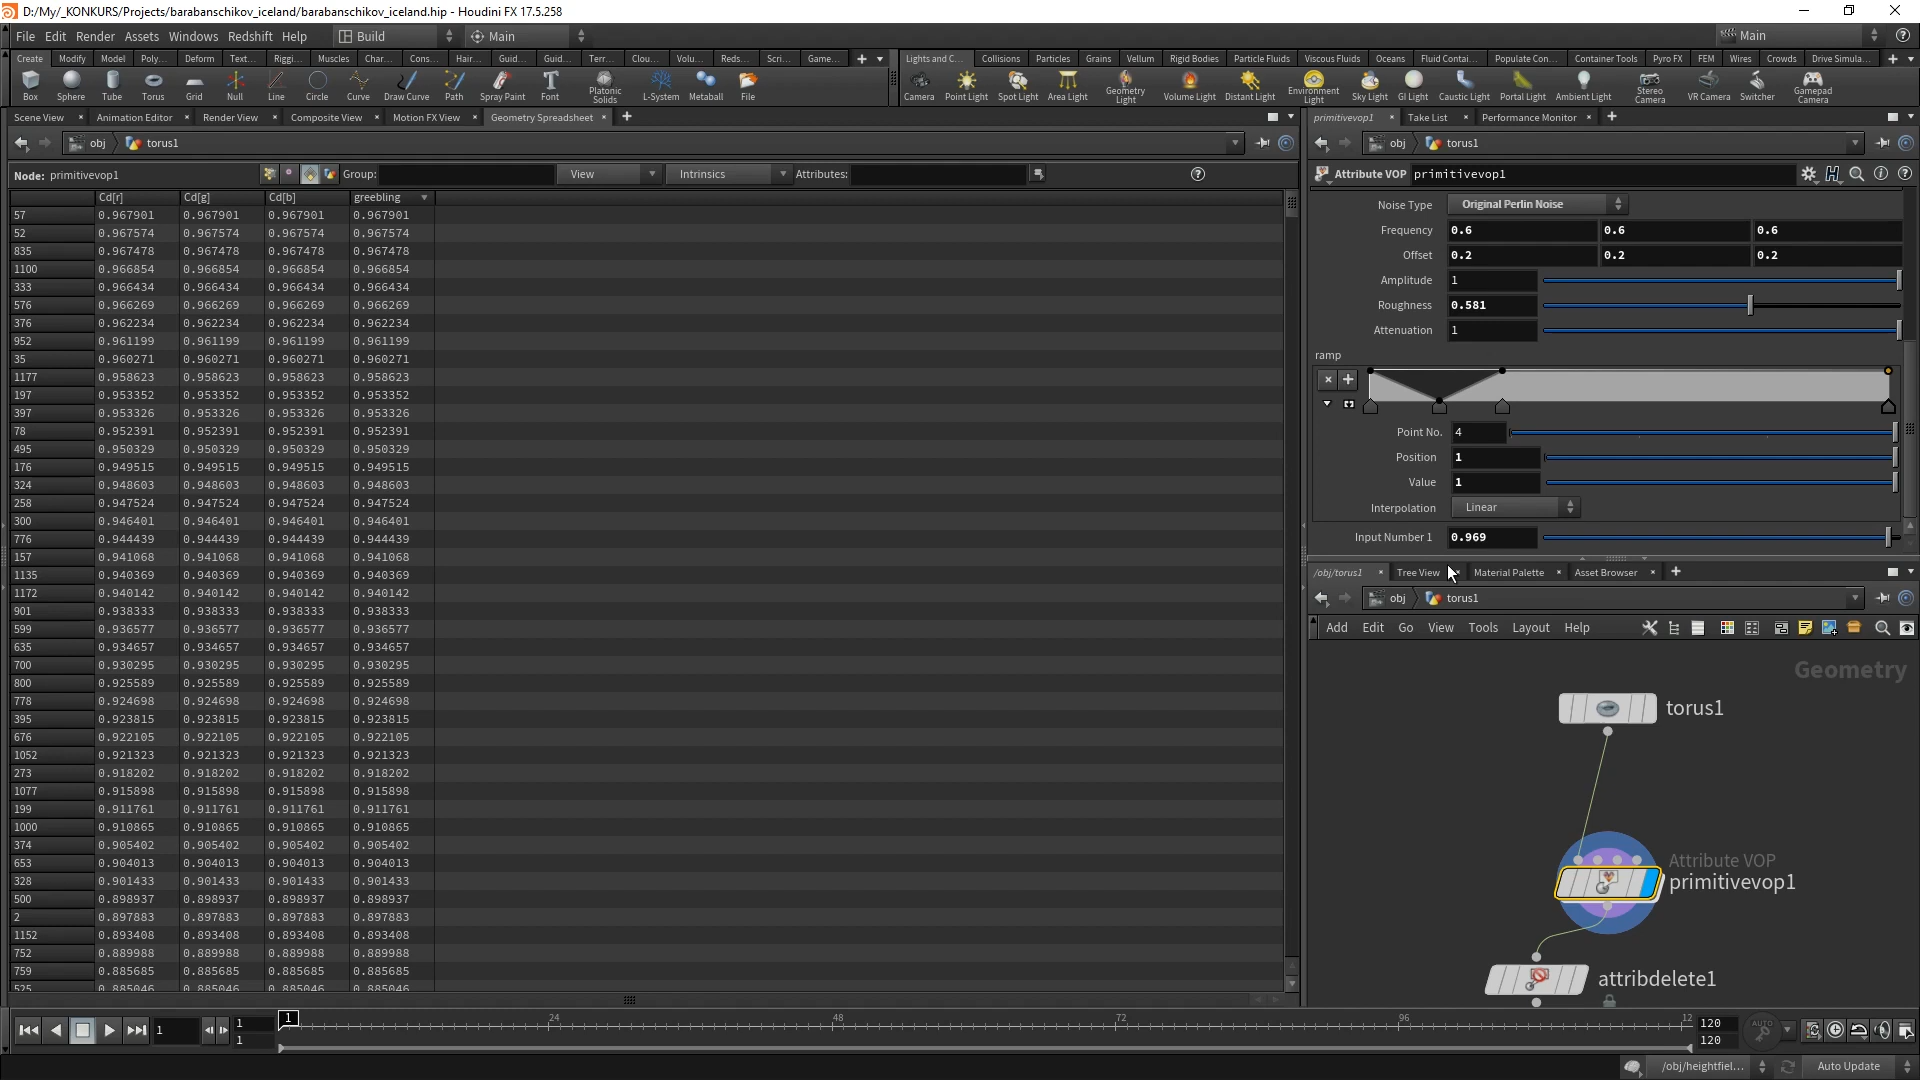 D:/My/_KONKURS/Projects/barabanschikov_iceland/barabanschikov_iceland.hip - Houdini FX 17.5.258
File Edit Render Assets Windows Redshift Help Build Main Main
Create Modify Model Poly... Deform Text... Riggi... Muscles Char... Cons... Hair... Guid... Guid... Terr... Clou... Volu... Reds... Scri... Game...
Lights and C... Collisions Particles Grains Vellum Rigid Bodies Particle Fluids Viscous Fluids Oceans Fluid Contai... Populate Con... Container Tools Pyro FX FEM Wires Crowds Drive Simula...
Box Sphere Tube Torus Grid Null Line Circle Curve Draw Curve Path Spray Paint Font Platonic Solids L-System Metaball File
Camera Point Light Spot Light Area Light Geometry Light Volume Light Distant Light Environment Light Sky Light GI Light Caustic Light Portal Light Ambient Light Stereo Camera VR Camera Switcher Gamepad Camera
Scene View Animation Editor Render View Composite View Motion FX View Geometry Spreadsheet
obj torus1
Node: primitivevop1 Group: View Intrinsics Attributes:
Cd[r] Cd[g] Cd[b] greebling
57 0.967901 0.967901 0.967901 0.967901
52 0.967574 0.967574 0.967574 0.967574
835 0.967478 0.967478 0.967478 0.967478
1100 0.966854 0.966854 0.966854 0.966854
333 0.966434 0.966434 0.966434 0.966434
576 0.966269 0.966269 0.966269 0.966269
376 0.962234 0.962234 0.962234 0.962234
952 0.961199 0.961199 0.961199 0.961199
35 0.960271 0.960271 0.960271 0.960271
1177 0.958623 0.958623 0.958623 0.958623
197 0.953352 0.953352 0.953352 0.953352
397 0.953326 0.953326 0.953326 0.953326
78 0.952391 0.952391 0.952391 0.952391
495 0.950329 0.950329 0.950329 0.950329
176 0.949515 0.949515 0.949515 0.949515
324 0.948603 0.948603 0.948603 0.948603
258 0.947524 0.947524 0.947524 0.947524
300 0.946401 0.946401 0.946401 0.946401
776 0.944439 0.944439 0.944439 0.944439
157 0.941068 0.941068 0.941068 0.941068
1135 0.940369 0.940369 0.940369 0.940369
1172 0.940142 0.940142 0.940142 0.940142
901 0.938333 0.938333 0.938333 0.938333
599 0.936577 0.936577 0.936577 0.936577
635 0.934657 0.934657 0.934657 0.934657
700 0.930295 0.930295 0.930295 0.930295
800 0.925589 0.925589 0.925589 0.925589
778 0.924698 0.924698 0.924698 0.924698
395 0.923815 0.923815 0.923815 0.923815
676 0.922105 0.922105 0.922105 0.922105
1052 0.921323 0.921323 0.921323 0.921323
273 0.918202 0.918202 0.918202 0.918202
1077 0.915898 0.915898 0.915898 0.915898
199 0.911761 0.911761 0.911761 0.911761
1000 0.910865 0.910865 0.910865 0.910865
374 0.905402 0.905402 0.905402 0.905402
653 0.904013 0.904013 0.904013 0.904013
328 0.901433 0.901433 0.901433 0.901433
500 0.898937 0.898937 0.898937 0.898937
2 0.897883 0.897883 0.897883 0.897883
1152 0.893408 0.893408 0.893408 0.893408
752 0.889988 0.889988 0.889988 0.889988
759 0.885685 0.885685 0.885685 0.885685
525 0.885046 0.885046 0.885046 0.885046
primitivevop1 Take List Performance Monitor
obj torus1
Attribute VOP primitivevop1
Noise Type Original Perlin Noise
Frequency 0.6 0.6 0.6
Offset 0.2 0.2 0.2
Amplitude 1
Roughness 0.581
Attenuation 1
ramp
Point No. 4
Position 1
Value 1
Interpolation Linear
Input Number 1 0.969
/obj/torus1 Tree View Material Palette Asset Browser
obj torus1
Add Edit Go View Tools Layout Help
Geometry
torus1
Attribute VOP
primitivevop1
attribdelete1
1 1 1 24 48 72 96 12 120 AUTO
1 120
/obj/heightfiel... Auto Update